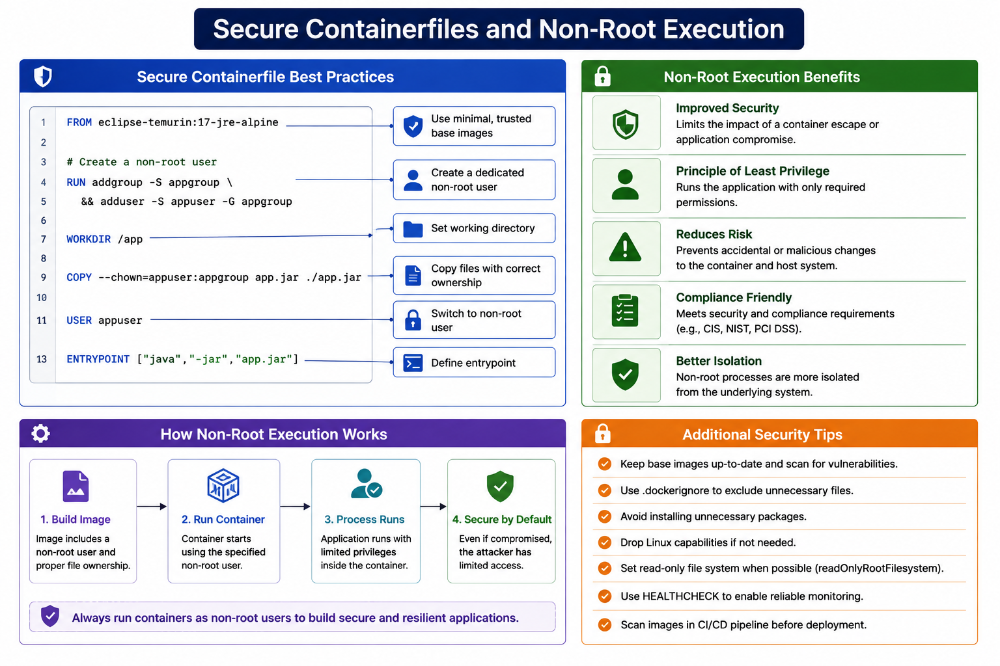 Secure Containerfiles and Non-Root Execution
Secure Containerfile Best Practices
1 FROM eclipse-temurin:17-jre-alpine
2
3 # Create a non-root user
4 RUN addgroup -S appgroup \
5 && adduser -S appuser -G appgroup
6
7 WORKDIR /app
8
9 COPY --chown=appuser:appgroup app.jar ./app.jar
10
11 USER appuser
13 ENTRYPOINT ["java","-jar","app.jar"]
Use minimal, trusted
base images
Create a dedicated
non-root user
Set working directory
Copy files with correct
ownership
Switch to non-root
user
Define entrypoint
Non-Root Execution Benefits
Improved Security
Limits the impact of a container escape or
application compromise.
Principle of Least Privilege
Runs the application with only required
permissions.
Reduces Risk
Prevents accidental or malicious changes
to the container and host system.
Compliance Friendly
Meets security and compliance requirements
(e.g., CIS, NIST, PCI DSS).
Better Isolation
Non-root processes are more isolated
from the underlying system.
How Non-Root Execution Works
1. Build Image
Image includes a
non-root user and
proper file ownership.
2. Run Container
Container starts
using the specified
non-root user.
3. Process Runs
Application runs with
limited privileges
inside the container.
4. Secure by Default
Even if compromised,
the attacker has
limited access.
Always run containers as non-root users to build secure and resilient applications.
Additional Security Tips
Keep base images up-to-date and scan for vulnerabilities.
Use .dockerignore to exclude unnecessary files.
Avoid installing unnecessary packages.
Drop Linux capabilities if not needed.
Set read-only file system when possible (readOnlyRootFilesystem).
Use HEALTHCHECK to enable reliable monitoring.
Scan images in CI/CD pipeline before deployment.